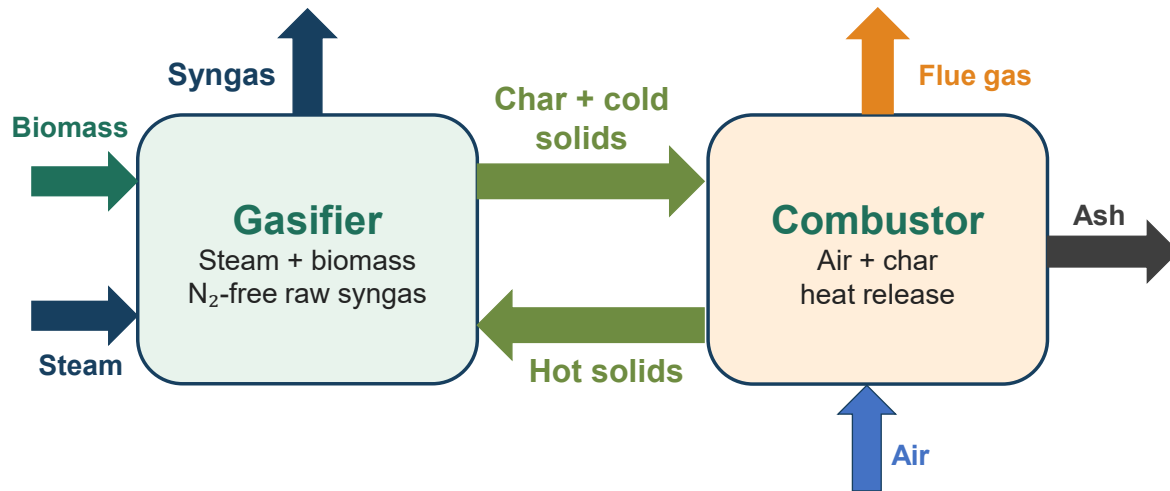 Syngas
Flue gas
Char + cold
solids
Biomass
Gasifier
Steam + biomass
N₂-free raw syngas
Combustor
Air + char
heat release
Ash
Steam
Hot solids
Air